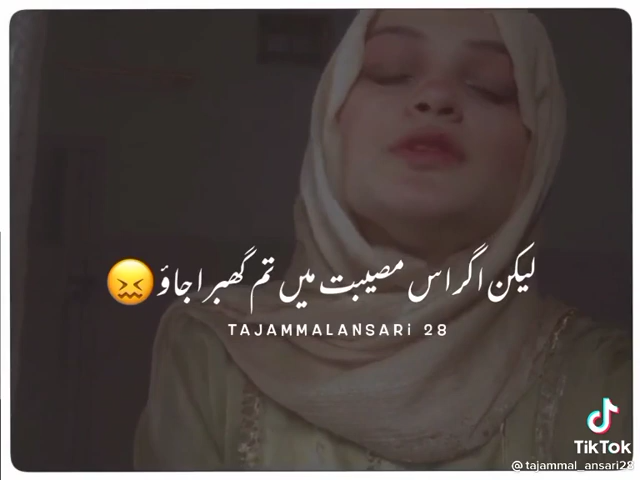 لیکن اگر اس مصیبت میں تم گھبرا جاؤ😖
TAJAMMALANSARi 28
TikTok
@tajammal_ansari28